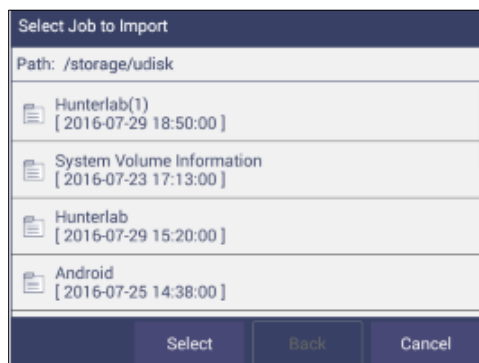 Select Job to Import
Path: /storage/udisk
Hunterlab(1)
[ 2016-07-29 18:50:00 ]
System Volume Information
[ 2016-07-23 17:13:00 ]
Hunterlab
[ 2016-07-29 15:20:00 ]
Android
[ 2016-07-25 14:38:00 ]
Select Back Cancel